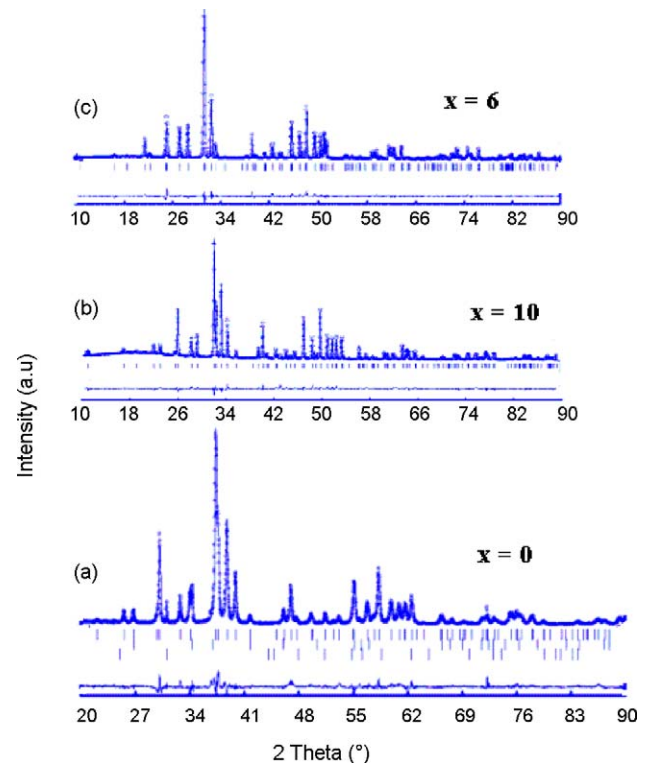 (c)
x = 6
10 18 26 34 42 50 58 66 74 82 90
(b)
x = 10
10 18 26 34 42 50 58 66 74 82 90
Intensity (a.u)
(a)
x = 0
20 27 34 41 48 55 62 69 76 83 90
2 Theta (°)